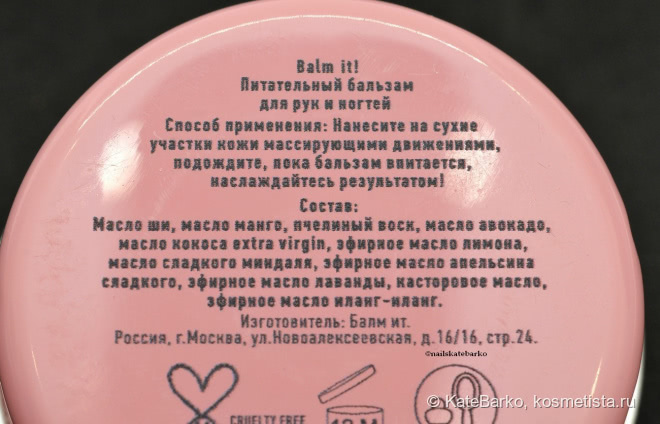 Balm it!
Питательный бальзам
для рук и ногтей
Способ применения: Нанесите на сухие
участки кожи массирующими движениями,
подождите, пока бальзам впитается,
наслаждайтесь результатом!
Состав:
Масло ши, масло манго, пчелиный воск, масло авокадо,
масло кокоса extra virgin, эфирное масло лимона,
масло сладкого миндаля, эфирное масло апельсина
сладкого, эфирное масло лаванды, касторовое масло,
эфирное масло иланг-иланг.
Изготовитель: Балм ит.
Россия, г.Москва, ул.Новоалексеевская, д.16/16, стр.24.
©nailskatebarko
CRUELTY FREE
12 M
© KateBarko, kosmetista.ru